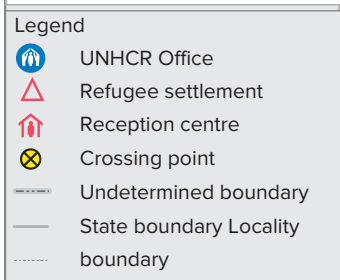 Legend
UNHCR Office
Refugee settlement
Reception centre
Crossing point
Undetermined boundary
State boundary Locality
boundary